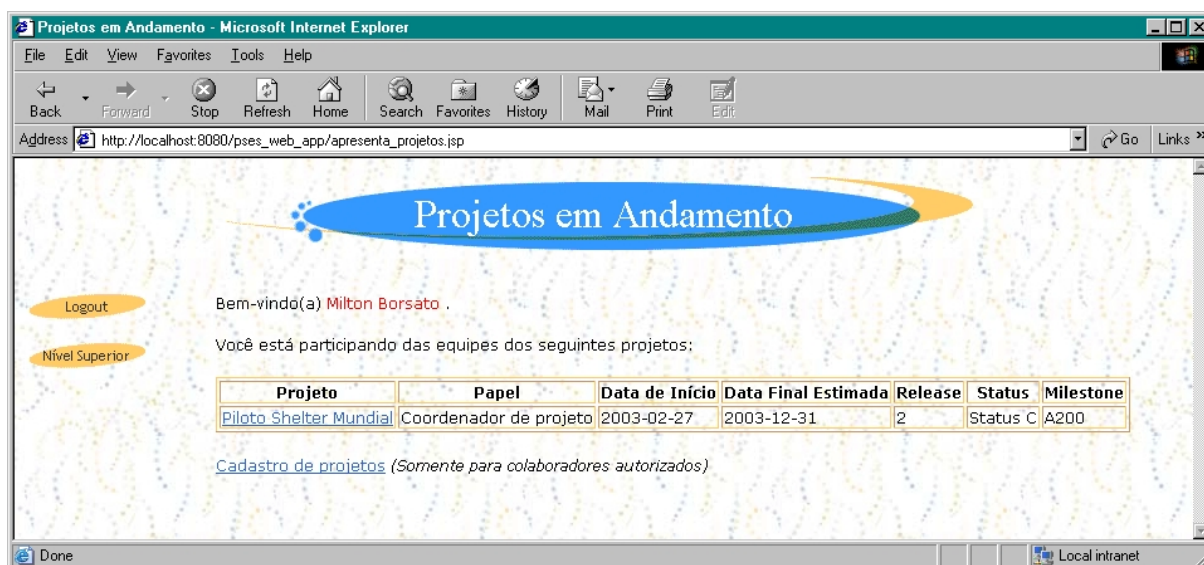 Projetos em Andamento - Microsoft Internet Explorer
File Edit View Favorites Tools Help
Back Forward Stop Refresh Home Search Favorites History Mail Print Edit
Address http://localhost:8080/pses_web_app/apresenta_projetos.jsp Go Links »
Projetos em Andamento
Logout
Bem-vindo(a) Milton Borsato .
Nível Superior
Você está participando das equipes dos seguintes projetos:
Projeto Papel Data de Início Data Final Estimada Release Status Milestone
Piloto Shelter Mundial Coordenador de projeto 2003-02-27 2003-12-31 2 Status C A200
Cadastro de projetos (Somente para colaboradores autorizados)
Done Local intranet